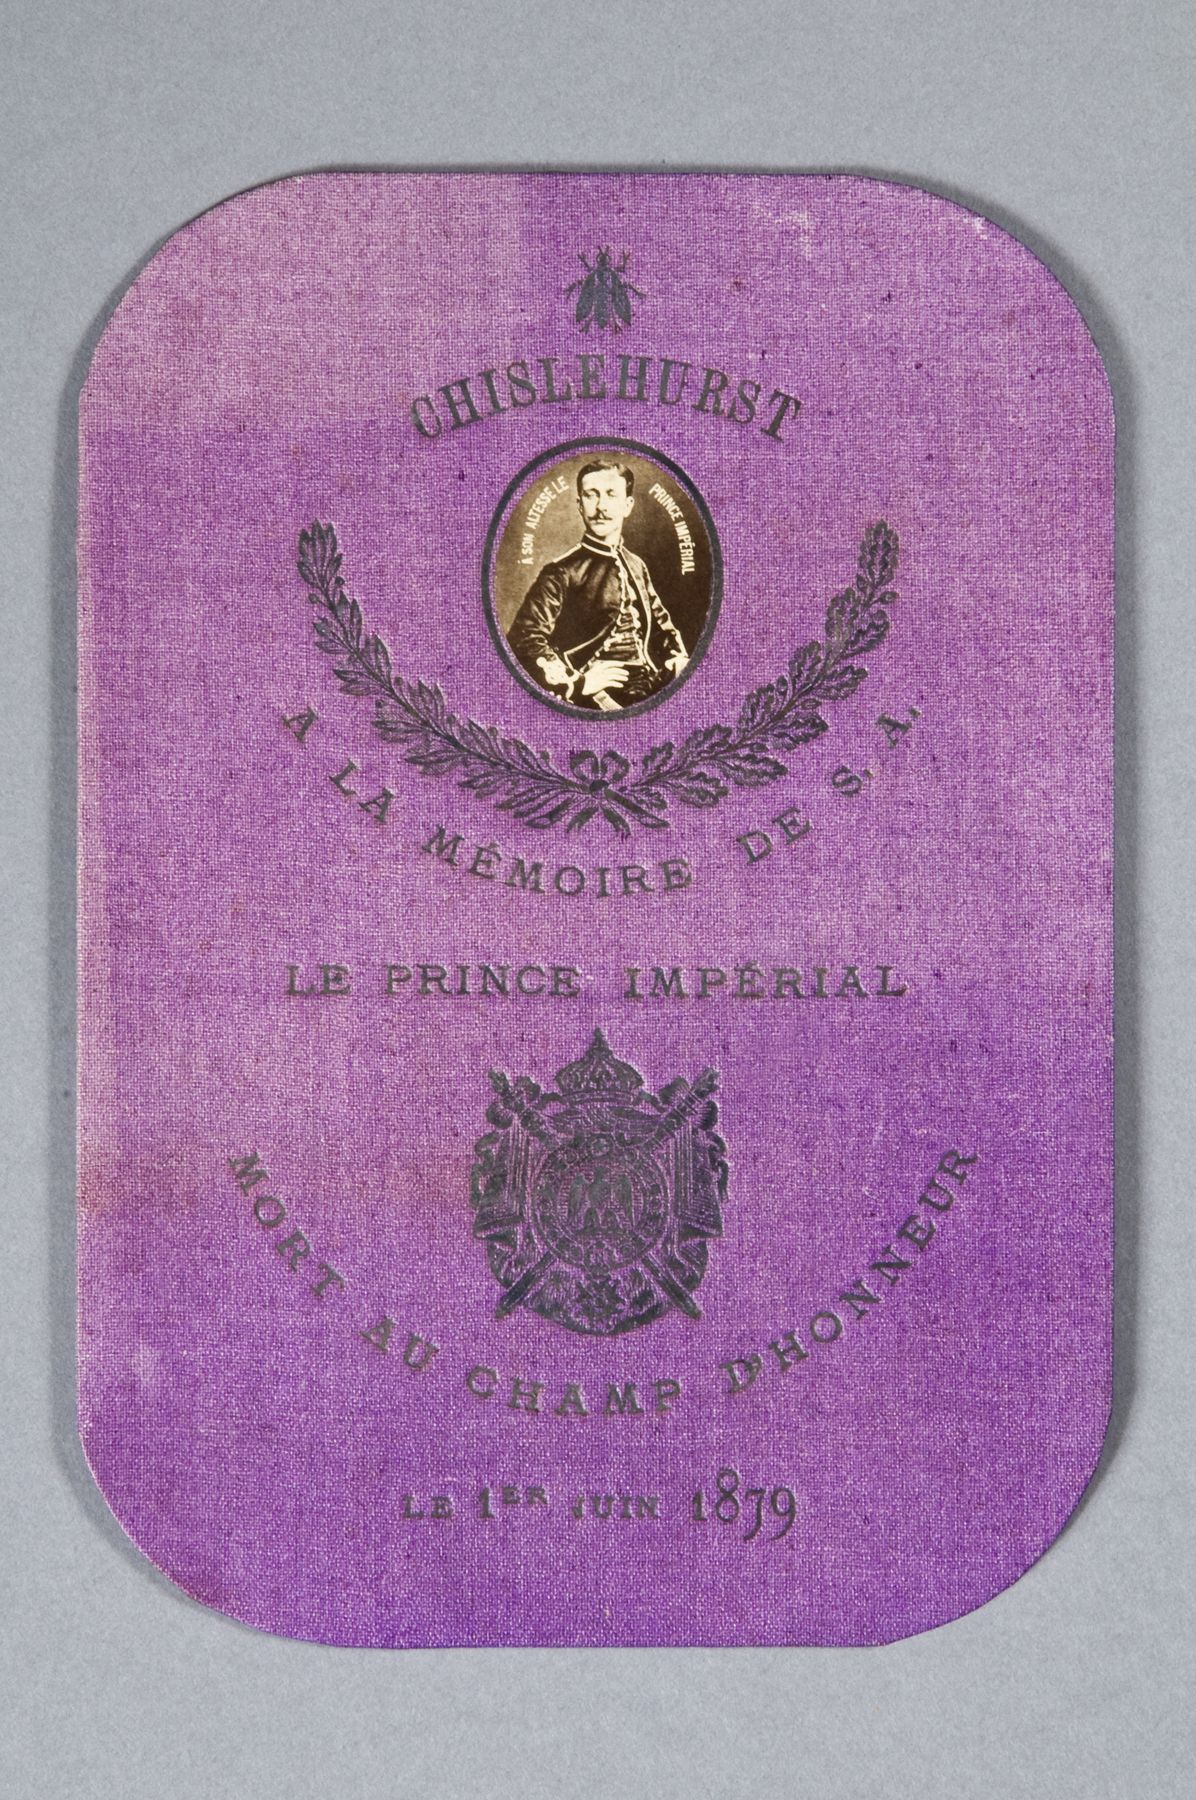 CHISLEHURST
À SON ALTESSE LE PRINCE IMPÉRIAL
A LA MÉMOIRE DE S. A.
LE PRINCE IMPÉRIAL
MORT AU CHAMP D'HONNEUR
LE 1ER JUIN 1879